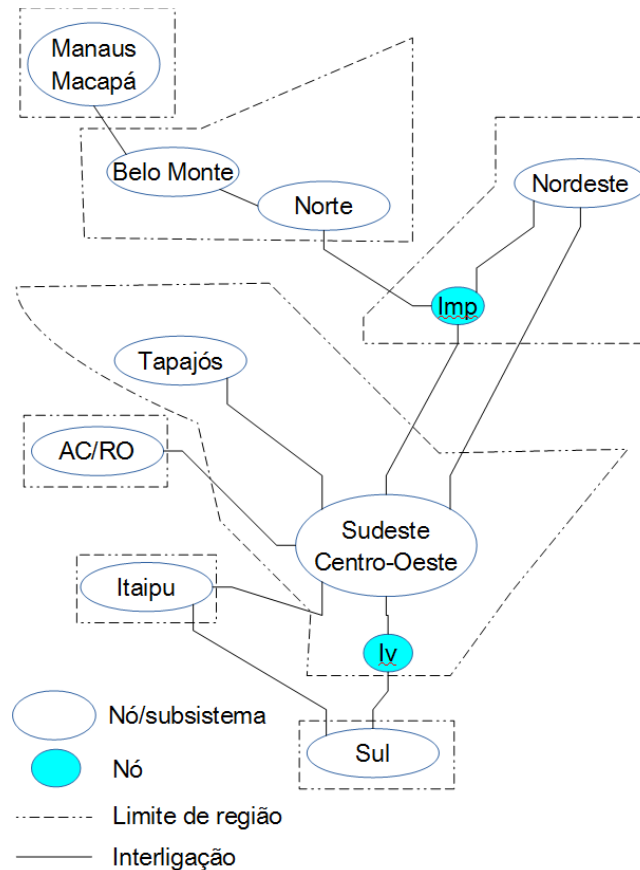 Manaus
Macapá
Belo Monte
Norte
Nordeste
Imp
Tapajós
AC/RO
Sudeste
Centro-Oeste
Itaipu
Iv
Sul
Nó/subsistema
Nó
Limite de região
Interligação